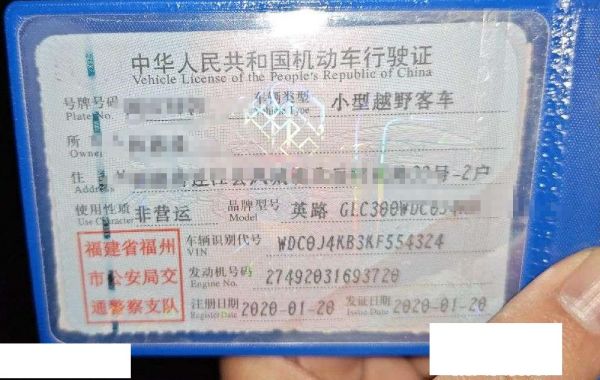 中华人民共和国机动车行驶证
Vehicle License of the People's Republic of China
号牌号码 车辆类型 小型越野客车
Plate No. Vehicle Type
所
Owner
住 号-2户
Address
使用性质 非营运 品牌型号 英路 GLC300WDC0J4
Use Character Model
福建省福州 车辆识别代号 WDC0J4KB3KF554324
VIN
市公安局交 发动机号码 27492031693720
Engine No.
通警察支队 注册日期 2020-01-20 发证日期 2020-01-20
Register Date Issue Date